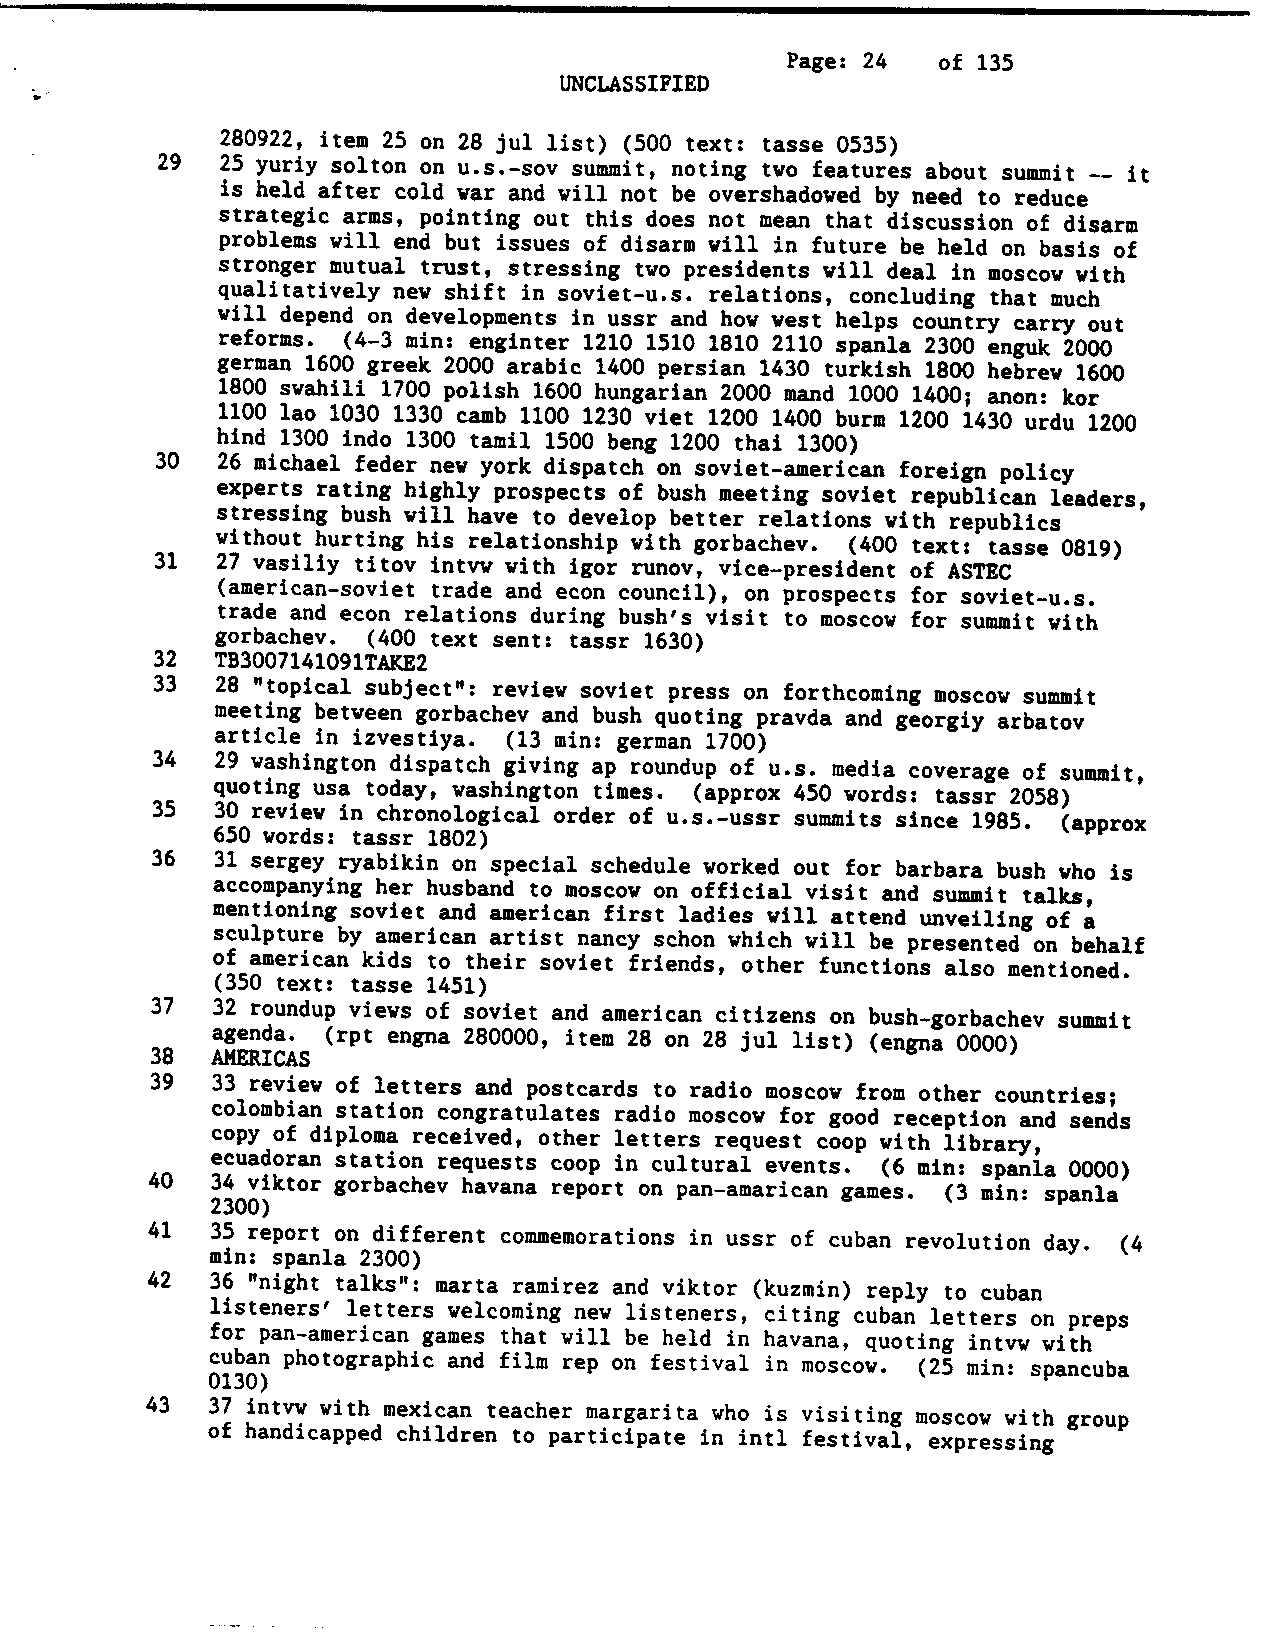 Page: 24 of 135
UNCLASSIFIED
280922, item 25 on 28 jul list) (500 text: tasse 0535)
29 25 yuriy solton on u.s.-sov summit, noting two features about summit -- it
is held after cold war and will not be overshadowed by need to reduce
strategic arms, pointing out this does not mean that discussion of disarm
problems will end but issues of disarm will in future be held on basis of
stronger mutual trust, stressing two presidents will deal in moscow with
qualitatively new shift in soviet-u.s. relations, concluding that much
will depend on developments in ussr and how west helps country carry out
reforms. (4-3 min: enginter 1210 1510 1810 2110 spanla 2300 enguk 2000
german 1600 greek 2000 arabic 1400 persian 1430 turkish 1800 hebrew 1600
1800 swahili 1700 polish 1600 hungarian 2000 mand 1000 1400; anon: kor
1100 lao 1030 1330 camb 1100 1230 viet 1200 1400 burm 1200 1430 urdu 1200
hind 1300 indo 1300 tamil 1500 beng 1200 thai 1300)
30 26 michael feder new york dispatch on soviet-american foreign policy
experts rating highly prospects of bush meeting soviet republican leaders,
stressing bush will have to develop better relations with republics
without hurting his relationship with gorbachev. (400 text: tasse 0819)
31 27 vasiliy titov intvw with igor runov, vice-president of ASTEC
(american-soviet trade and econ council), on prospects for soviet-u.s.
trade and econ relations during bush's visit to moscow for summit with
gorbachev. (400 text sent: tassr 1630)
32 TB3007141091TAKE2
33 28 "topical subject": review soviet press on forthcoming moscow summit
meeting between gorbachev and bush quoting pravda and georgiy arbatov
article in izvestiya. (13 min: german 1700)
34 29 washington dispatch giving ap roundup of u.s. media coverage of summit,
quoting usa today, washington times. (approx 450 words: tassr 2058)
35 30 review in chronological order of u.s.-ussr summits since 1985. (approx
650 words: tassr 1802)
36 31 sergey ryabikin on special schedule worked out for barbara bush who is
accompanying her husband to moscow on official visit and summit talks,
mentioning soviet and american first ladies will attend unveiling of a
sculpture by american artist nancy schon which will be presented on behalf
of american kids to their soviet friends, other functions also mentioned.
(350 text: tasse 1451)
37 32 roundup views of soviet and american citizens on bush-gorbachev summit
agenda. (rpt engna 280000, item 28 on 28 jul list) (engna 0000)
38 AMERICAS
39 33 review of letters and postcards to radio moscow from other countries;
colombian station congratulates radio moscow for good reception and sends
copy of diploma received, other letters request coop with library,
ecuadoran station requests coop in cultural events. (6 min: spanla 0000)
40 34 viktor gorbachev havana report on pan-amarican games. (3 min: spanla
2300)
41 35 report on different commemorations in ussr of cuban revolution day. (4
min: spanla 2300)
42 36 "night talks": marta ramirez and viktor (kuzmin) reply to cuban
listeners' letters welcoming new listeners, citing cuban letters on preps
for pan-american games that will be held in havana, quoting intvw with
cuban photographic and film rep on festival in moscow. (25 min: spancuba
0130)
43 37 intvw with mexican teacher margarita who is visiting moscow with group
of handicapped children to participate in intl festival, expressing